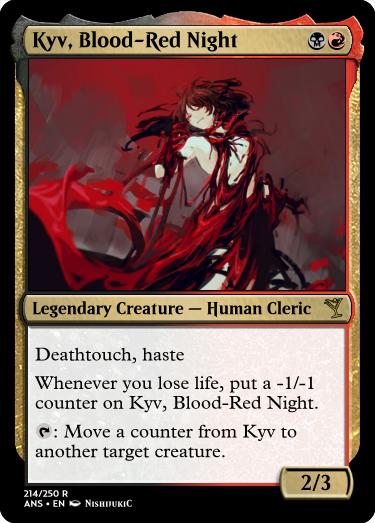 Kyv, Blood-Red Night
Legendary Creature — Human Cleric
Deathtouch, haste
Whenever you lose life, put a -1/-1
counter on Kyv, Blood-Red Night.
: Move a counter from Kyv to
another target creature.
2/3
214/250 R
ANS • EN NishijukiC